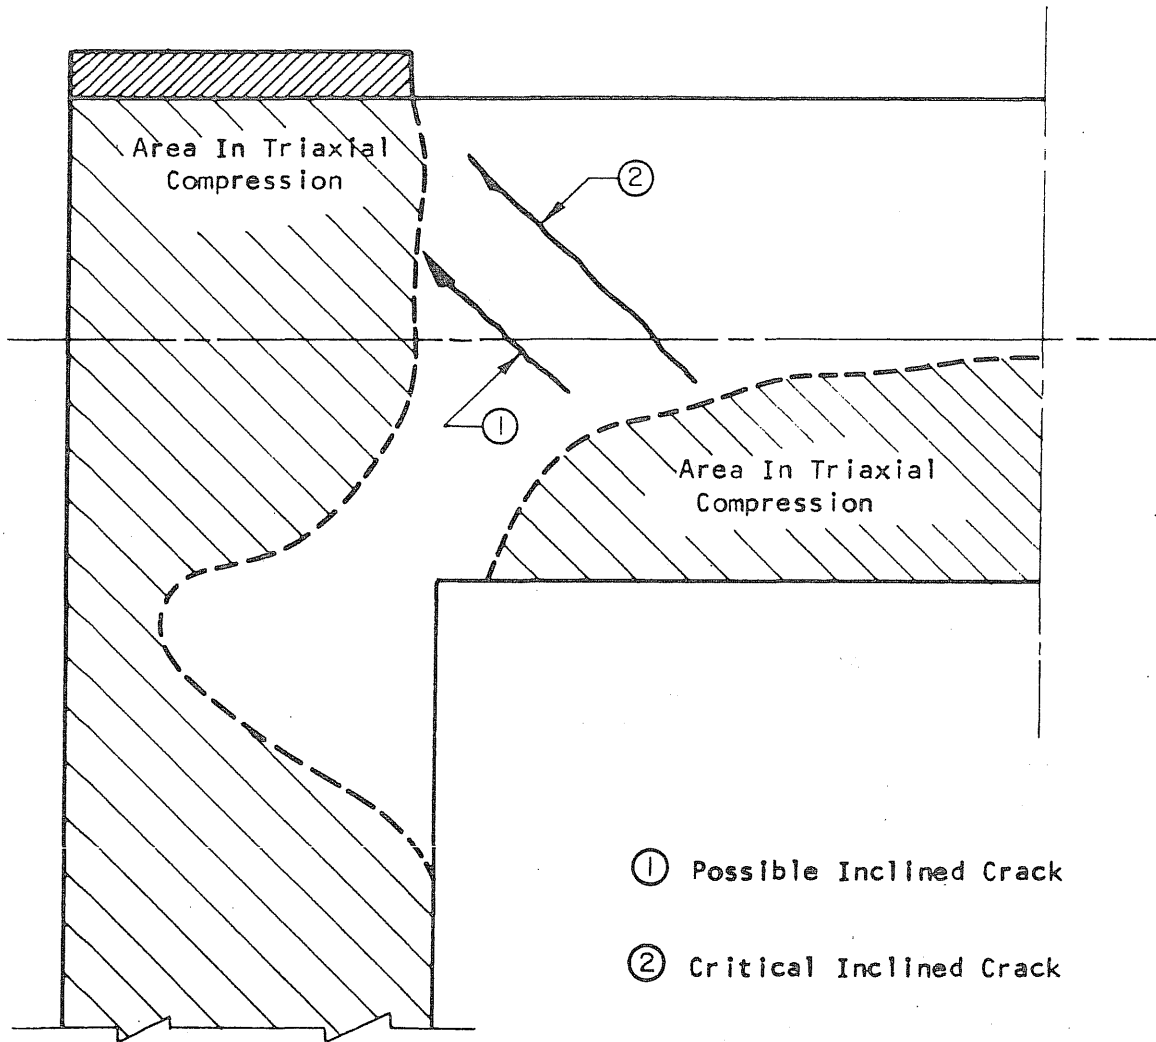 Area In Triaxial
Compression
2
1
Area In Triaxial
Compression
1 Possible Inclined Crack
2 Critical Inclined Crack